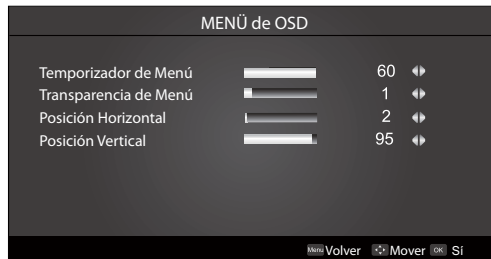 MENÜ de OSD
Temporizador de Menú 60
Transparencia de Menú 1
Posición Horizontal 2
Posición Vertical 95
Menu Volver Mover OK Sí